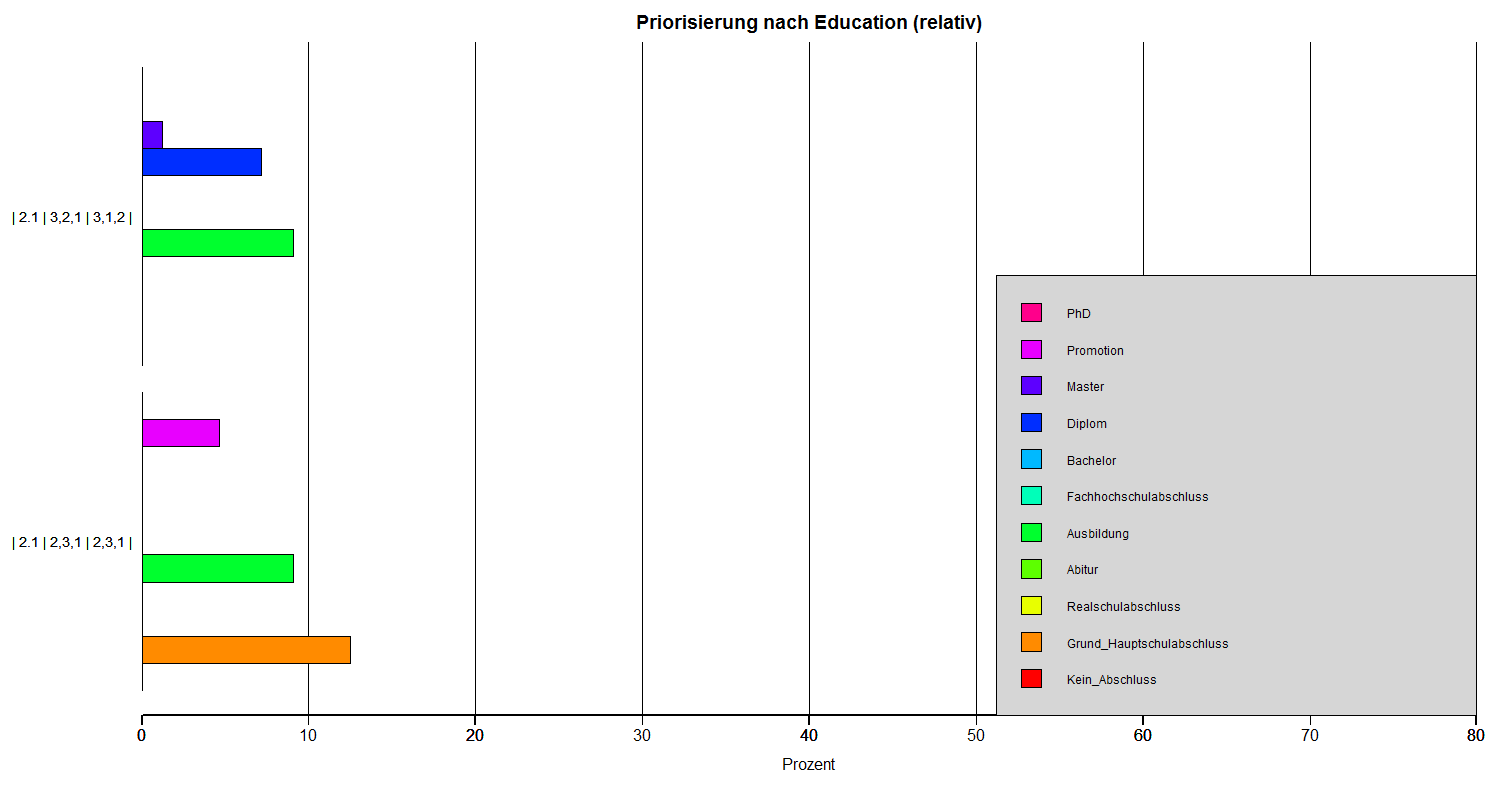 Priorisierung nach Education (relativ)
| 2.1 | 3,2,1 | 3,1,2 |
| 2.1 | 2,3,1 | 2,3,1 |
PhD
Promotion
Master
Diplom
Bachelor
Fachhochschulabschluss
Ausbildung
Abitur
Realschulabschluss
Grund_Hauptschulabschluss
Kein_Abschluss
0 10 20 30 40 50 60 70 80
Prozent